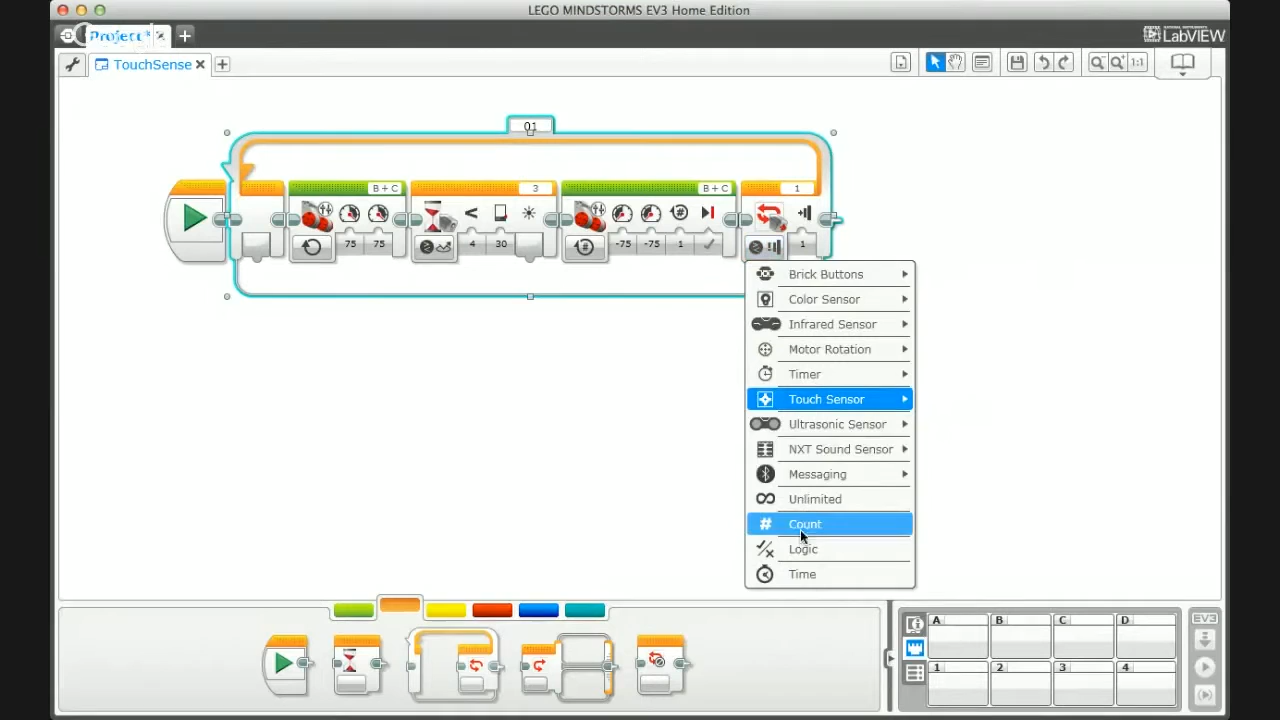 LEGO MINDSTORMS EV3 Home Edition
Project*
LabVIEW
TouchSense
1:1
01
B + C 3 B + C 1
75 75 4 30 -75 -75 1 1
Brick Buttons
Color Sensor
Infrared Sensor
Motor Rotation
Timer
Touch Sensor
Ultrasonic Sensor
NXT Sound Sensor
Messaging
Unlimited
Count
Logic
Time
A B C D EV3
1 2 3 4